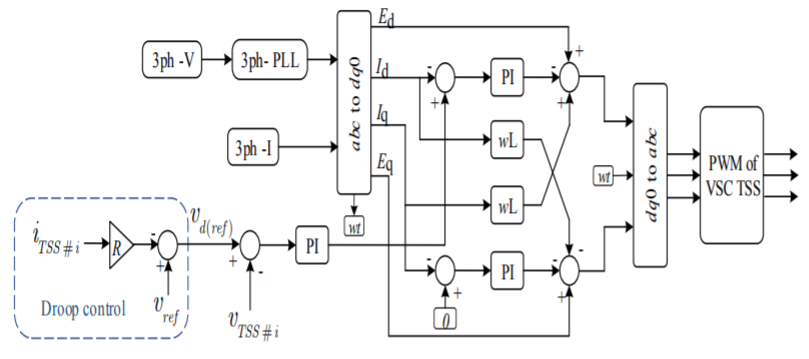 3ph -V
3ph- PLL
3ph -I
abc to dq0
wt
E_d
I_d
I_q
E_q
-
+
PI
-
+
+
wL
wL
-
+
PI
-
-
+
0
dq0 to abc
wt
PWM of
VSC TSS
i_TSS # i
R
-
+
v_ref
Droop control
v_d(ref)
+
-
v_TSS # i
PI